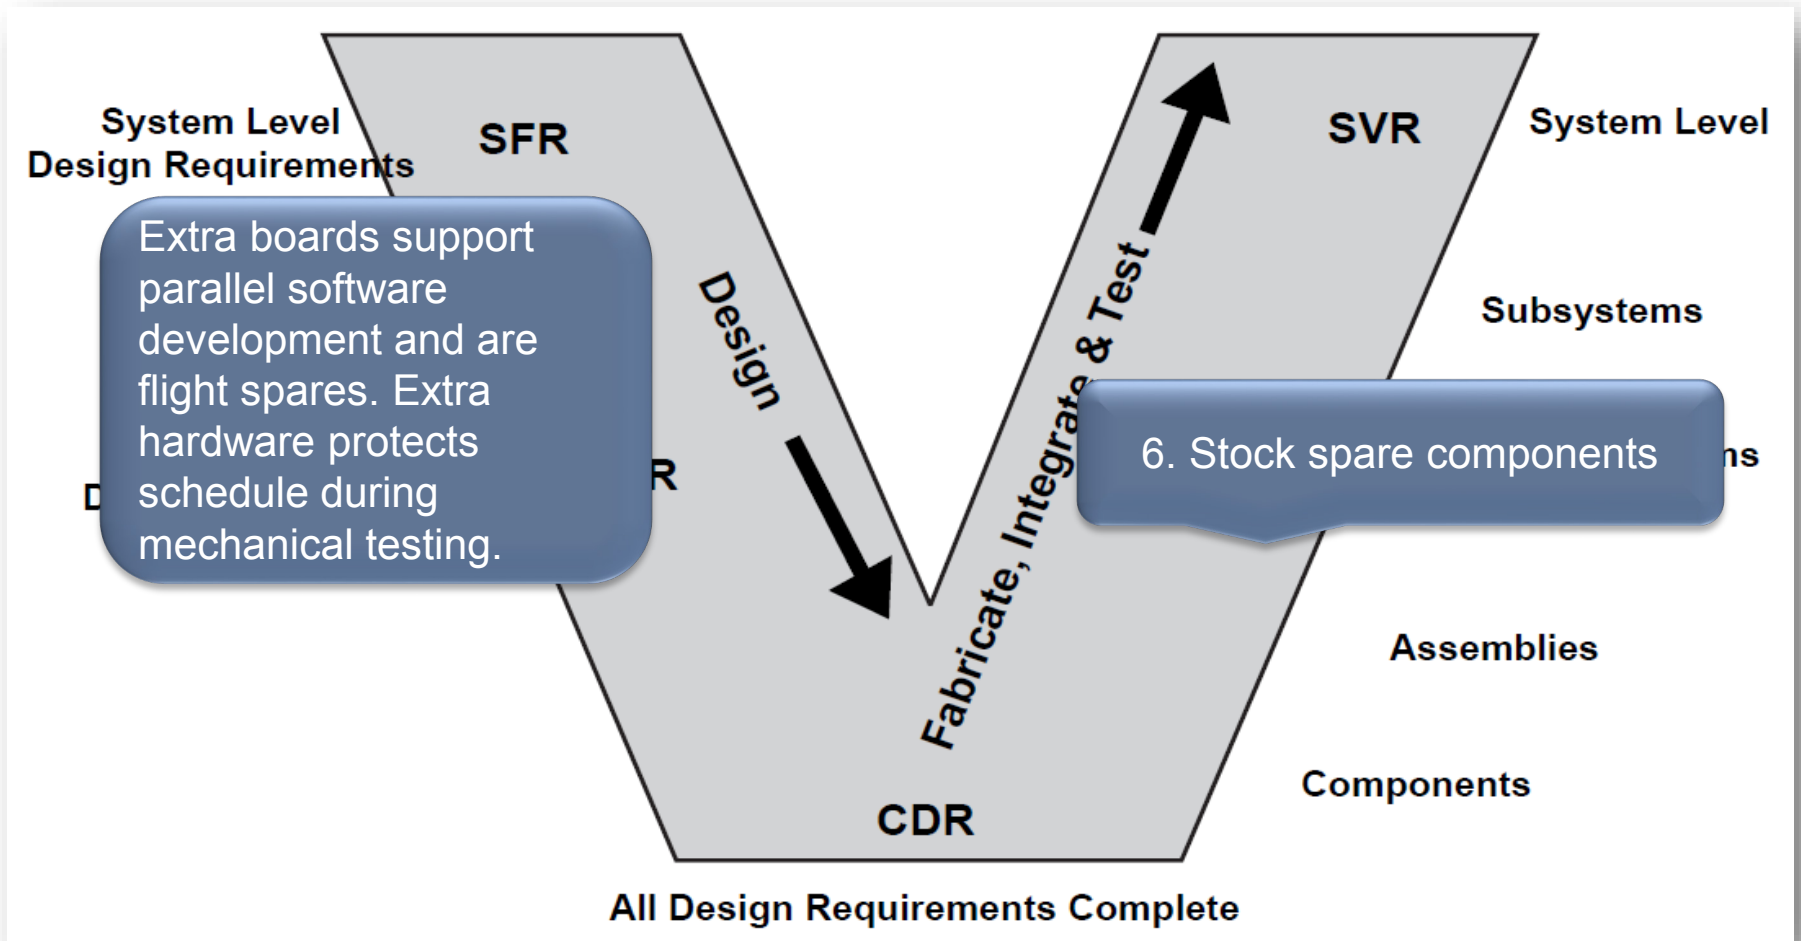 System Level
Design Requirements
SFR
SVR
System Level
Extra boards support
parallel software
development and are
flight spares. Extra
hardware protects
schedule during
mechanical testing.
Design
Fabricate, Integrate & Test
Subsystems
6. Stock spare components
Assemblies
Components
CDR
All Design Requirements Complete